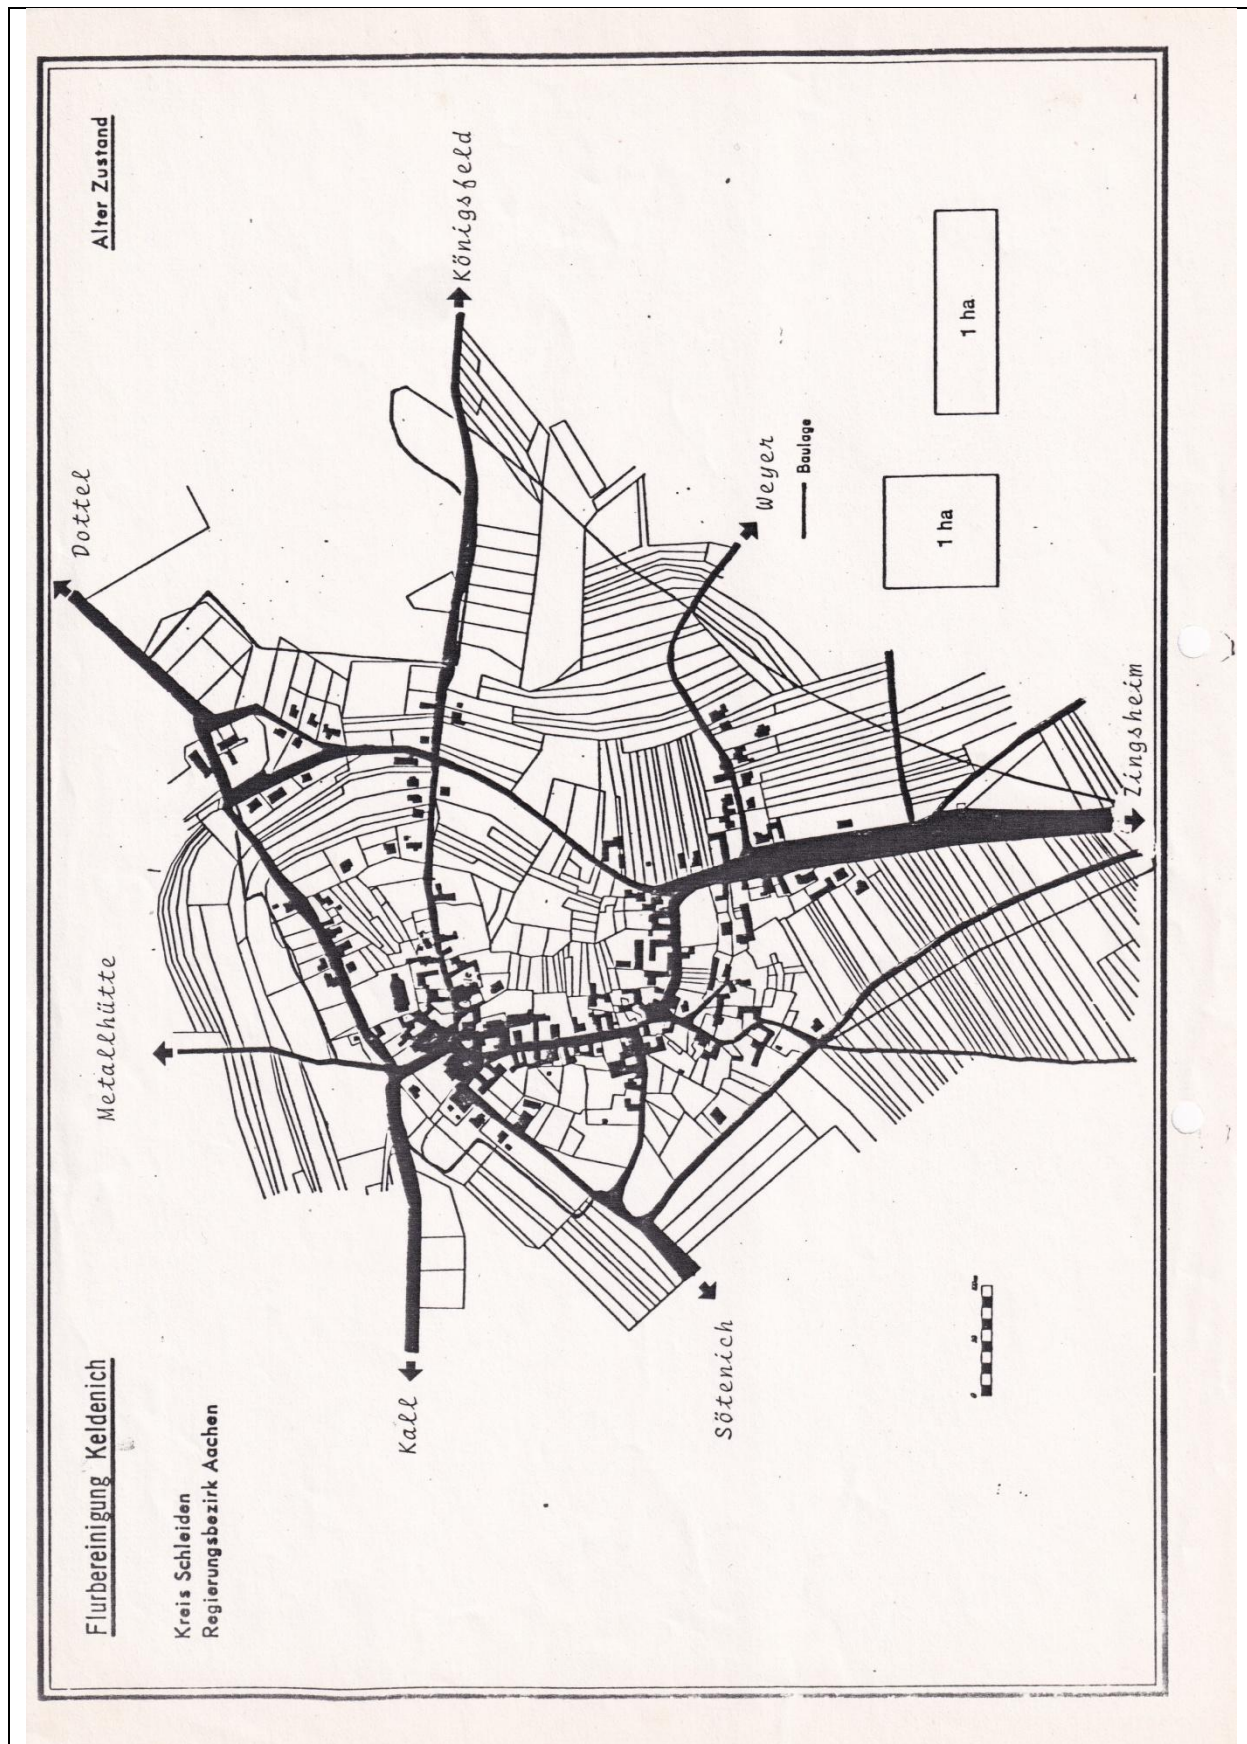 Flurbereinigung Keldenich
Alter Zustand
Kreis Schleiden
Regierungsbezirk Aachen
Metallhütte
Dottel
Kall
Königsfeld
Sötenich
Weyer
Baulage
1 ha
1 ha
Zingsheim
0